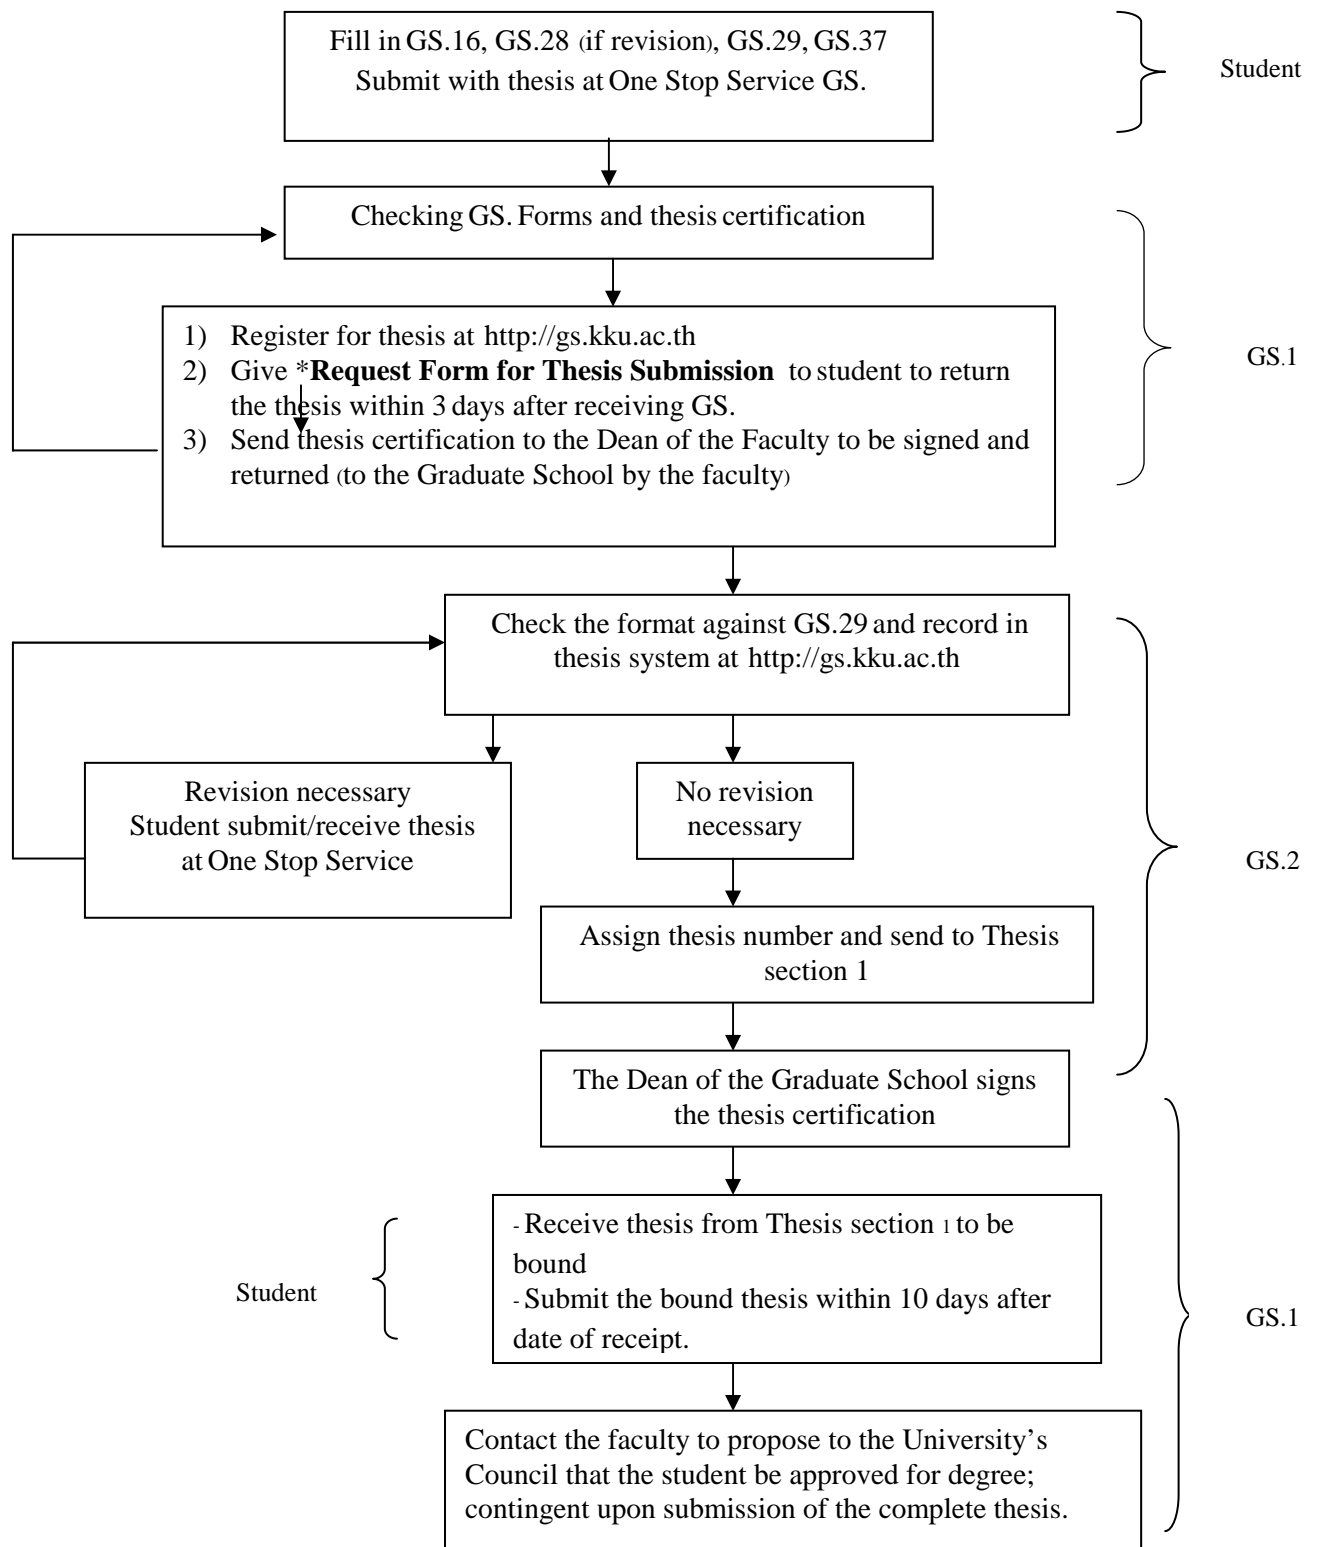 Fill in GS.16, GS.28 (if revision), GS.29, GS.37
Submit with thesis at One Stop Service GS.
Student
Checking GS. Forms and thesis certification
1) Register for thesis at http://gs.kku.ac.th
2) Give *Request Form for Thesis Submission to student to return
the thesis within 3 days after receiving GS.
3) Send thesis certification to the Dean of the Faculty to be signed and
returned (to the Graduate School by the faculty)
GS.1
Check the format against GS.29 and record in
thesis system at http://gs.kku.ac.th
Revision necessary
Student submit/receive thesis
at One Stop Service
No revision
necessary
GS.2
Assign thesis number and send to Thesis
section 1
The Dean of the Graduate School signs
the thesis certification
- Receive thesis from Thesis section 1 to be
bound
- Submit the bound thesis within 10 days after
date of receipt.
Student
GS.1
Contact the faculty to propose to the University’s
Council that the student be approved for degree;
contingent upon submission of the complete thesis.